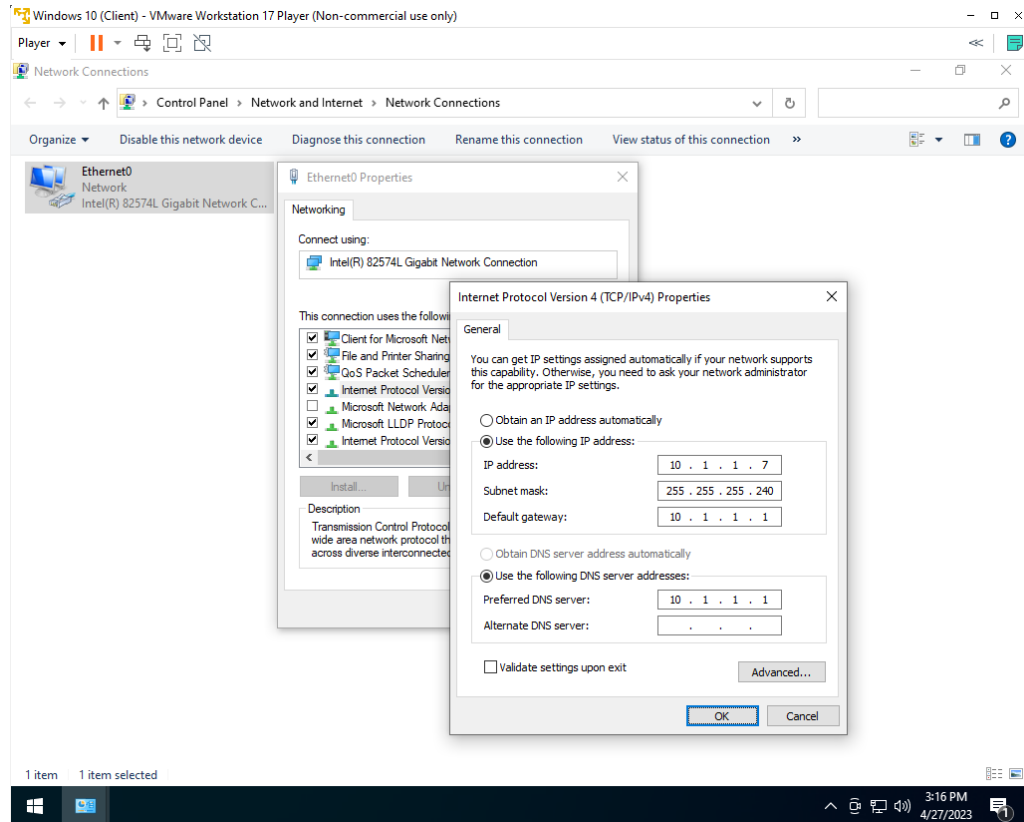 Windows 10 (Client) - VMware Workstation 17 Player (Non-commercial use only)
Player
Network Connections
Control Panel > Network and Internet > Network Connections
Organize Disable this network device Diagnose this connection Rename this connection View status of this connection »
Ethernet0
Network
Intel(R) 82574L Gigabit Network C...
Ethernet0 Properties
Networking
Connect using:
Intel(R) 82574L Gigabit Network Connection
This connection uses the followi
Client for Microsoft Net
File and Printer Sharing
QoS Packet Scheduler
Internet Protocol Versio
Microsoft Network Ada
Microsoft LLDP Protoc
Internet Protocol Versio
Install... Un
Description
Transmission Control Protocol
wide area network protocol th
across diverse interconnected
Internet Protocol Version 4 (TCP/IPv4) Properties
General
You can get IP settings assigned automatically if your network supports
this capability. Otherwise, you need to ask your network administrator
for the appropriate IP settings.
Obtain an IP address automatically
Use the following IP address:
IP address: 10 . 1 . 1 . 7
Subnet mask: 255 . 255 . 255 . 240
Default gateway: 10 . 1 . 1 . 1
Obtain DNS server address automatically
Use the following DNS server addresses:
Preferred DNS server: 10 . 1 . 1 . 1
Alternate DNS server: . . .
Validate settings upon exit
Advanced...
OK Cancel
1 item 1 item selected
3:16 PM
4/27/2023
1